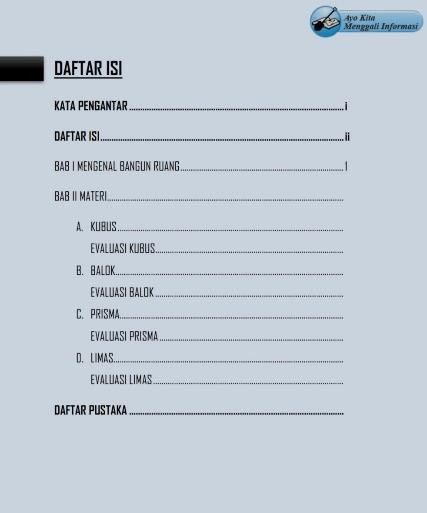 Ayo Kita
Menggali Informasi
DAFTAR ISI
KATA PENGANTAR ........................................................ i
DAFTAR ISI ........................................................ ii
BAB I MENGENAL BANGUN RUANG ........................................................ 1
BAB II MATERI ........................................................
A. KUBUS ........................................................
EVALUASI KUBUS ........................................................
B. BALOK ........................................................
EVALUASI BALOK ........................................................
C. PRISMA ........................................................
EVALUASI PRISMA ........................................................
D. LIMAS ........................................................
EVALUASI LIMAS ........................................................
DAFTAR PUSTAKA ........................................................